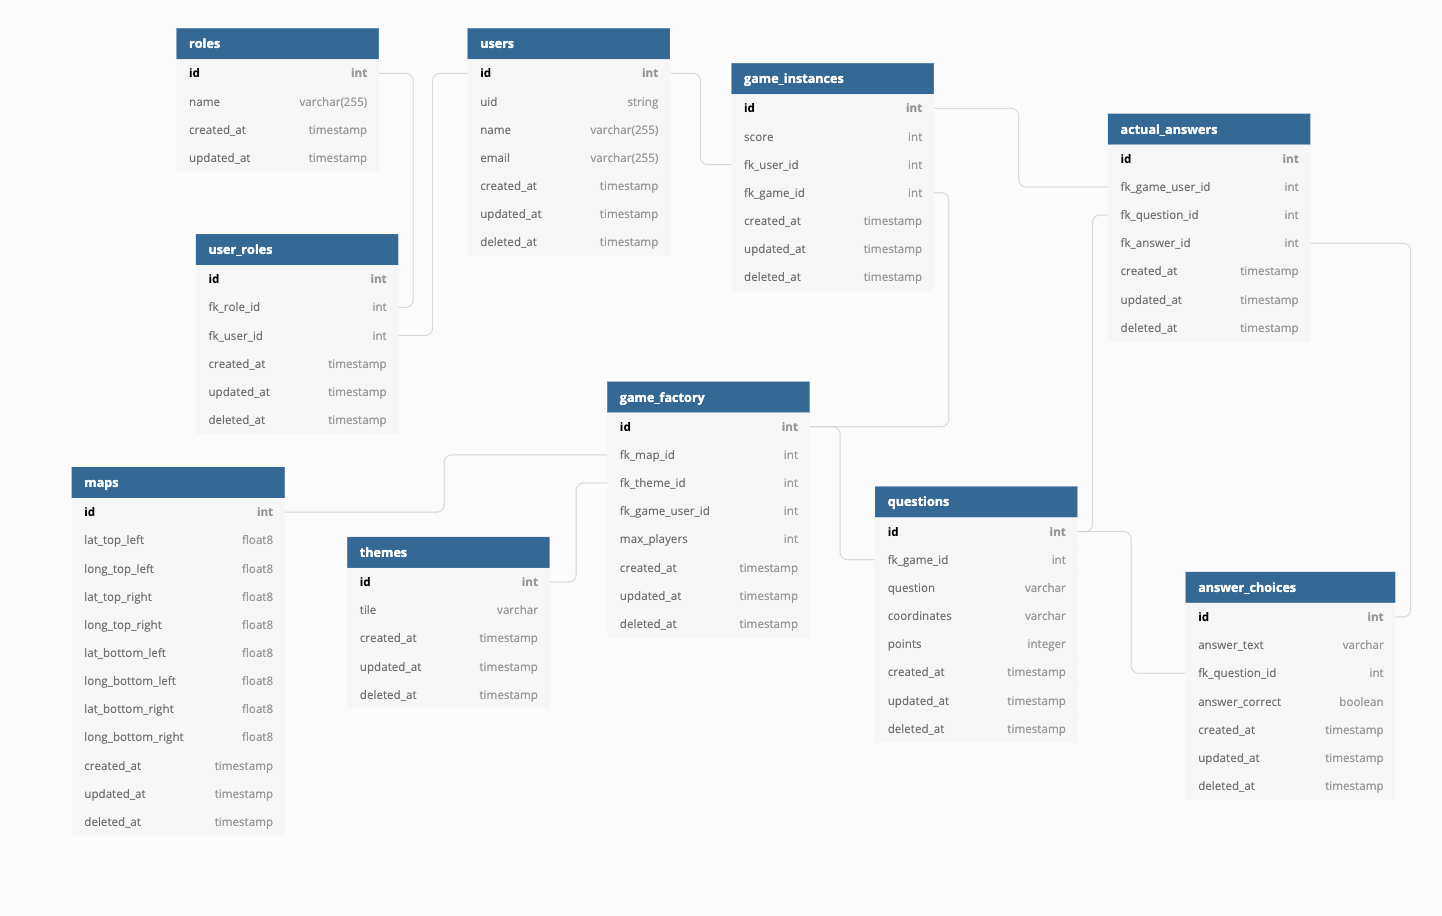 roles
id int
name varchar(255)
created_at timestamp
updated_at timestamp
users
id int
uid string
name varchar(255)
email varchar(255)
created_at timestamp
updated_at timestamp
deleted_at timestamp
game_instances
id int
score int
fk_user_id int
fk_game_id int
created_at timestamp
updated_at timestamp
deleted_at timestamp
actual_answers
id int
fk_game_user_id int
fk_question_id int
fk_answer_id int
created_at timestamp
updated_at timestamp
deleted_at timestamp
user_roles
id int
fk_role_id int
fk_user_id int
created_at timestamp
updated_at timestamp
deleted_at timestamp
game_factory
id int
fk_map_id int
fk_theme_id int
fk_game_user_id int
max_players int
created_at timestamp
updated_at timestamp
deleted_at timestamp
maps
id int
lat_top_left float8
long_top_left float8
lat_top_right float8
long_top_right float8
lat_bottom_left float8
long_bottom_left float8
lat_bottom_right float8
long_bottom_right float8
created_at timestamp
updated_at timestamp
deleted_at timestamp
themes
id int
tile varchar
created_at timestamp
updated_at timestamp
deleted_at timestamp
questions
id int
fk_game_id int
question varchar
coordinates varchar
points integer
created_at timestamp
updated_at timestamp
deleted_at timestamp
answer_choices
id int
answer_text varchar
fk_question_id int
answer_correct boolean
created_at timestamp
updated_at timestamp
deleted_at timestamp